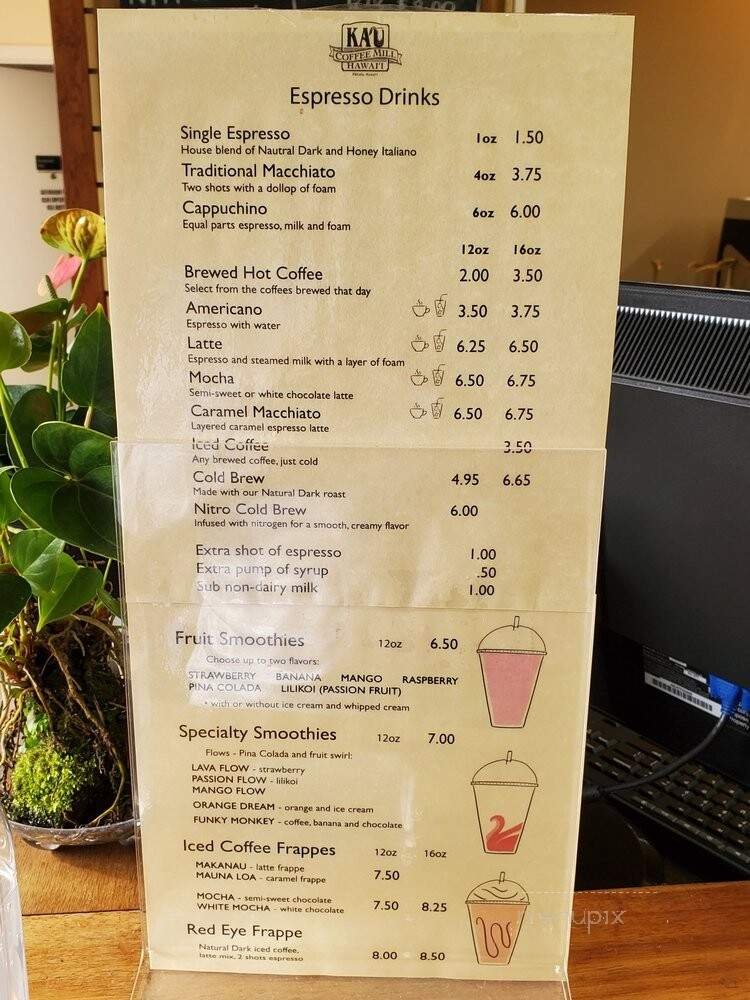 KA'U
COFFEE MILL
HAWAI'I
Espresso Drinks
Single Espresso 1oz 1.50
House blend of Nautral Dark and Honey Italiano
Traditional Macchiato 4oz 3.75
Two shots with a dollop of foam
Cappuchino 6oz 6.00
Equal parts espresso, milk and foam
12oz 16oz
Brewed Hot Coffee 2.00 3.50
Select from the coffees brewed that day
Americano 3.50 3.75
Espresso with water
Latte 6.25 6.50
Espresso and steamed milk with a layer of foam
Mocha 6.50 6.75
Semi-sweet or white chocolate latte
Caramel Macchiato 6.50 6.75
Layered caramel espresso latte
Iced Coffee 3.50
Any brewed coffee, just cold
Cold Brew 4.95 6.65
Made with our Natural Dark roast
Nitro Cold Brew 6.00
Infused with nitrogen for a smooth, creamy flavor
Extra shot of espresso 1.00
Extra pump of syrup .50
Sub non-dairy milk 1.00
Fruit Smoothies 12oz 6.50
Choose up to two flavors:
STRAWBERRY BANANA MANGO RASPBERRY
PINA COLADA LILIKOI (PASSION FRUIT)
• with or without ice cream and whipped cream
Specialty Smoothies 12oz 7.00
Flows - Pina Colada and fruit swirl:
LAVA FLOW - strawberry
PASSION FLOW - lilikoi
MANGO FLOW
ORANGE DREAM - orange and ice cream
FUNKY MONKEY - coffee, banana and chocolate
Iced Coffee Frappes 12oz 16oz
MAKANAU - latte frappe
MAUNA LOA - caramel frappe 7.50
MOCHA - semi-sweet chocolate
WHITE MOCHA - white chocolate 7.50 8.25
Red Eye Frappe
Natural Dark iced coffee,
latte mix, 2 shots espresso 8.00 8.50
menupix